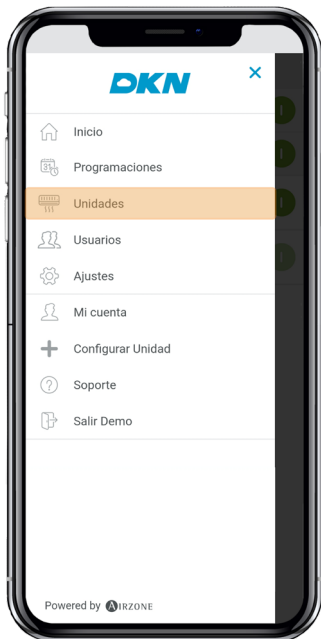 DKN
Inicio
Programaciones
Unidades
Usuarios
Ajustes
Mi cuenta
Configurar Unidad
Soporte
Salir Demo
Powered by AIRZONE